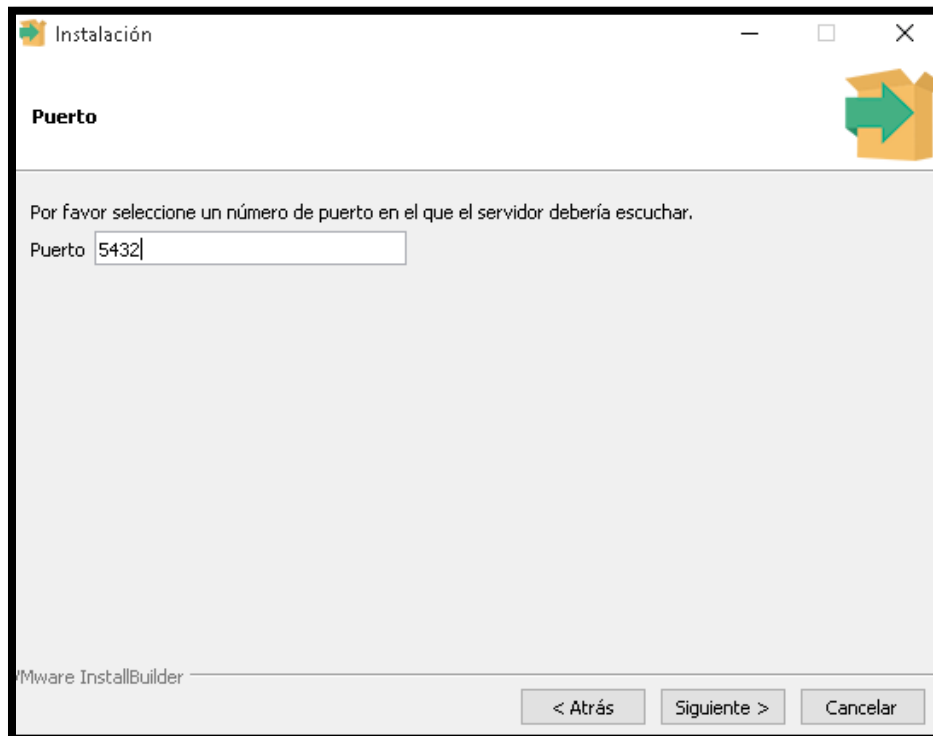 Instalación
Puerto
Por favor seleccione un número de puerto en el que el servidor debería escuchar.
Puerto 5432
VMware InstallBuilder
< Atrás Siguiente > Cancelar